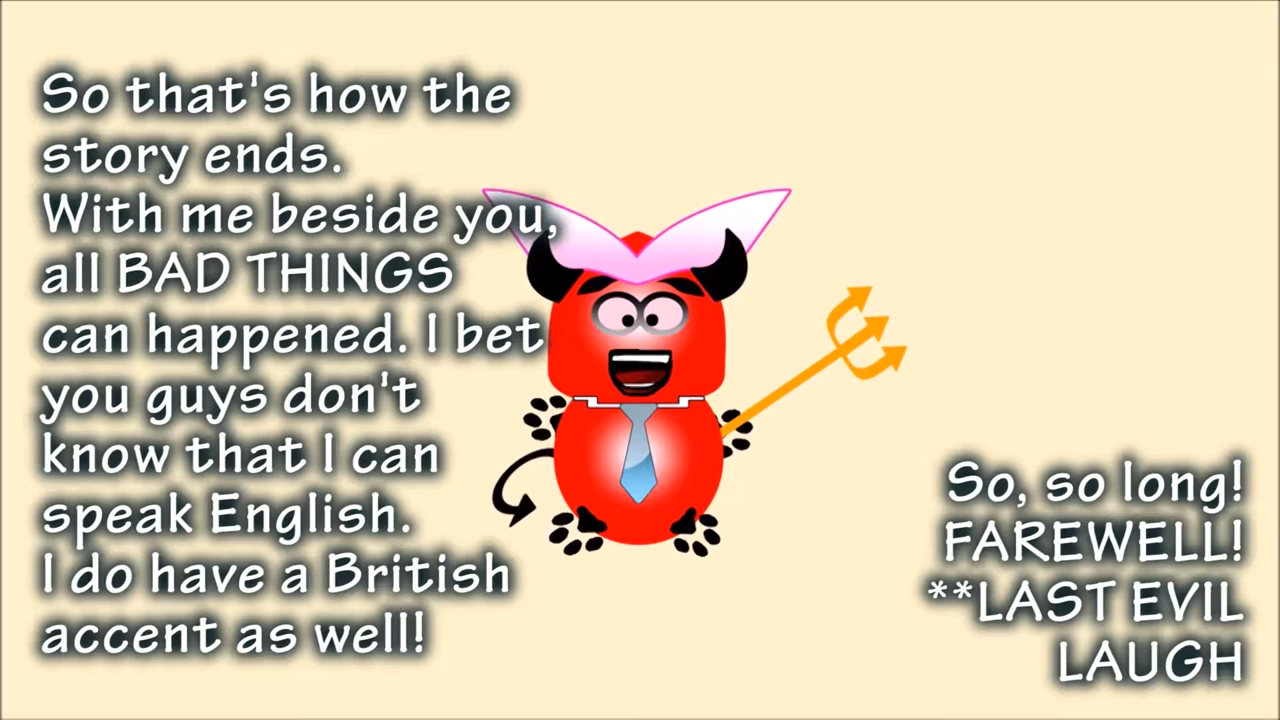 So that's how the
story ends.
With me beside you,
all BAD THINGS
can happened. I bet
you guys don't
know that I can
speak English.
I do have a British
accent as well!
So, so long!
FAREWELL!
**LAST EVIL
LAUGH